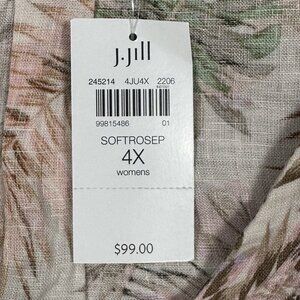 J.Jill
245214 4JU4X 2206
99815486 01
SOFTROSEP
4X
womens
$99.00